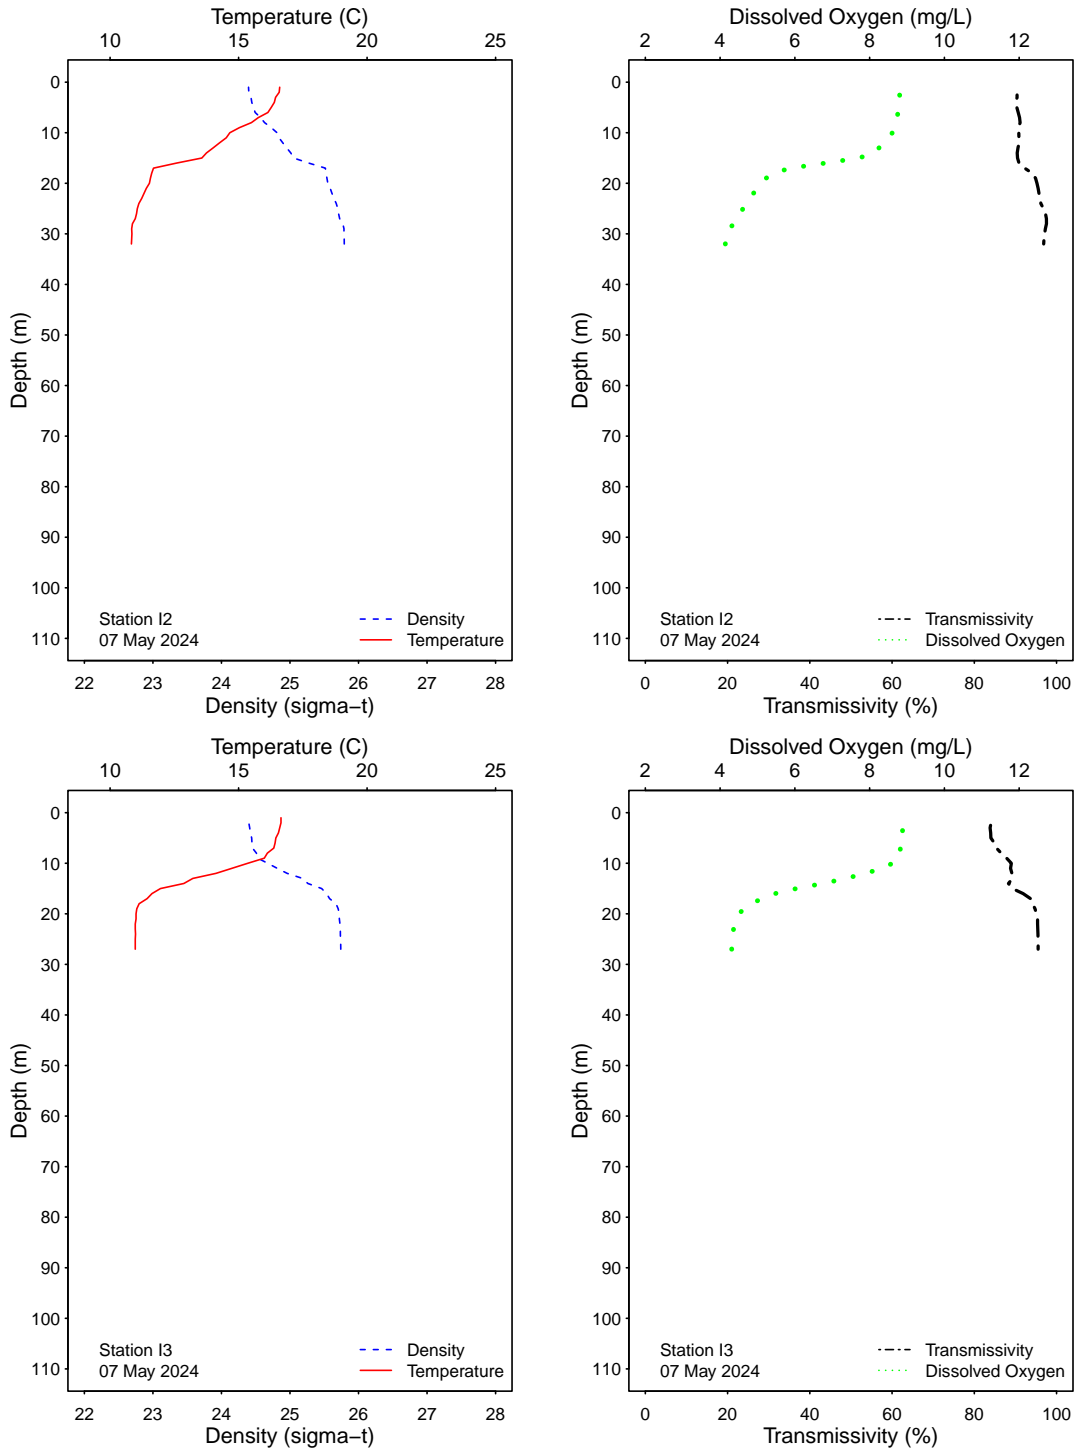 Temperature (C)
10 15 20 25
0
10
20
30
40
50
60
70
80
90
100
110
Depth (m)
Station I2
07 May 2024
Density
Temperature
22 23 24 25 26 27 28
Density (sigma−t)
Dissolved Oxygen (mg/L)
2 4 6 8 10 12
0
10
20
30
40
50
60
70
80
90
100
110
Depth (m)
Station I2
07 May 2024
Transmissivity
Dissolved Oxygen
0 20 40 60 80 100
Transmissivity (%)
Temperature (C)
10 15 20 25
0
10
20
30
40
50
60
70
80
90
100
110
Depth (m)
Station I3
07 May 2024
Density
Temperature
22 23 24 25 26 27 28
Density (sigma−t)
Dissolved Oxygen (mg/L)
2 4 6 8 10 12
0
10
20
30
40
50
60
70
80
90
100
110
Depth (m)
Station I3
07 May 2024
Transmissivity
Dissolved Oxygen
0 20 40 60 80 100
Transmissivity (%)